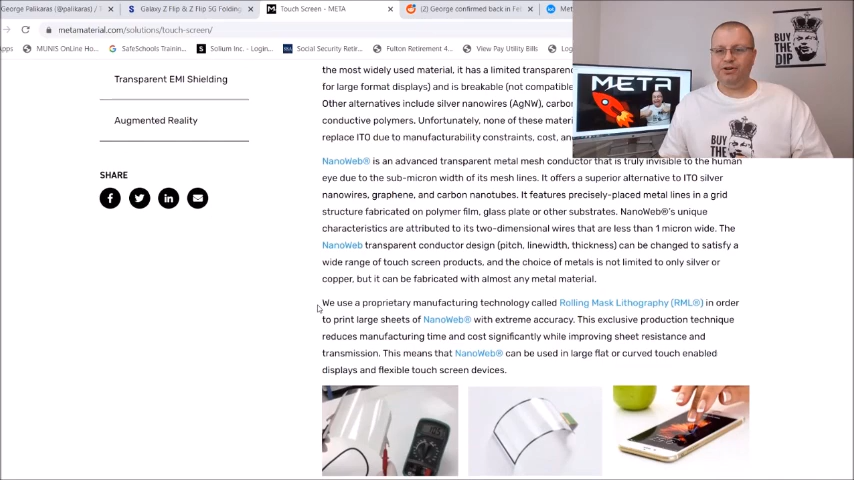 George Palikaras (@palikaras) / T
Galaxy Z Flip & Z Flip 5G Folding
Touch Screen - META
(2) George confirmed back in Fel
Met
metamaterial.com/solutions/touch-screen/
Apps
MUNIS OnLine Ho...
SafeSchools Training...
Solium Inc. - Login...
Social Security Retir...
Fulton Retirement 4...
View Pay Utility Bills
Log
Transparent EMI Shielding
Augmented Reality
SHARE
the most widely used material, it has a limited transparenc
for large format displays) and is breakable (not compatible
Other alternatives include silver nanowires (AgNW), carbon
conductive polymers. Unfortunately, none of these materi
replace ITO due to manufacturability constraints, cost, an
NanoWeb® is an advanced transparent metal mesh conductor that is truly invisible to the human
eye due to the sub-micron width of its mesh lines. It offers a superior alternative to ITO silver
nanowires, graphene, and carbon nanotubes. It features precisely-placed metal lines in a grid
structure fabricated on polymer film, glass plate or other substrates. NanoWeb®'s unique
characteristics are attributed to its two-dimensional wires that are less than 1 micron wide. The
NanoWeb transparent conductor design (pitch, linewidth, thickness) can be changed to satisfy a
wide range of touch screen products, and the choice of metals is not limited to only silver or
copper, but it can be fabricated with almost any metal material.
We use a proprietary manufacturing technology called Rolling Mask Lithography (RML®) in order
to print large sheets of NanoWeb® with extreme accuracy. This exclusive production technique
reduces manufacturing time and cost significantly while improving sheet resistance and
transmission. This means that NanoWeb® can be used in large flat or curved touch enabled
displays and flexible touch screen devices.
META
BUY
THE
DIP
BUY
THE